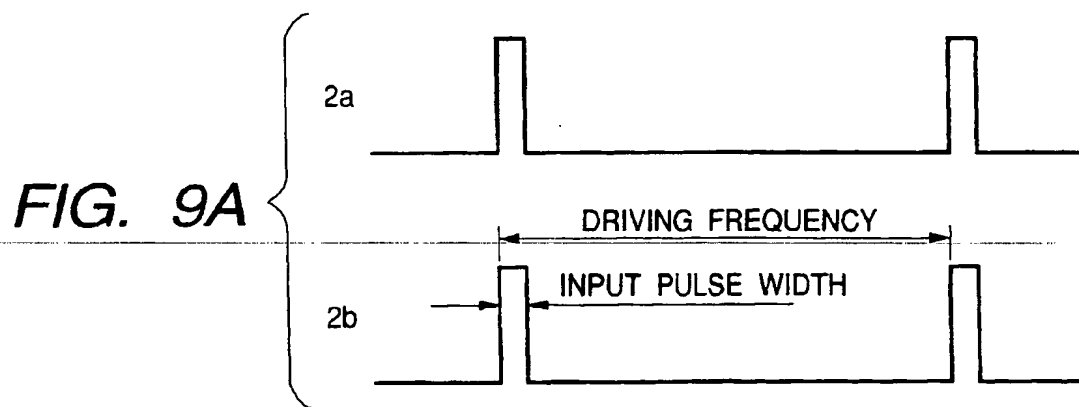 2a
FIG. 9A
DRIVING FREQUENCY
INPUT PULSE WIDTH
2b